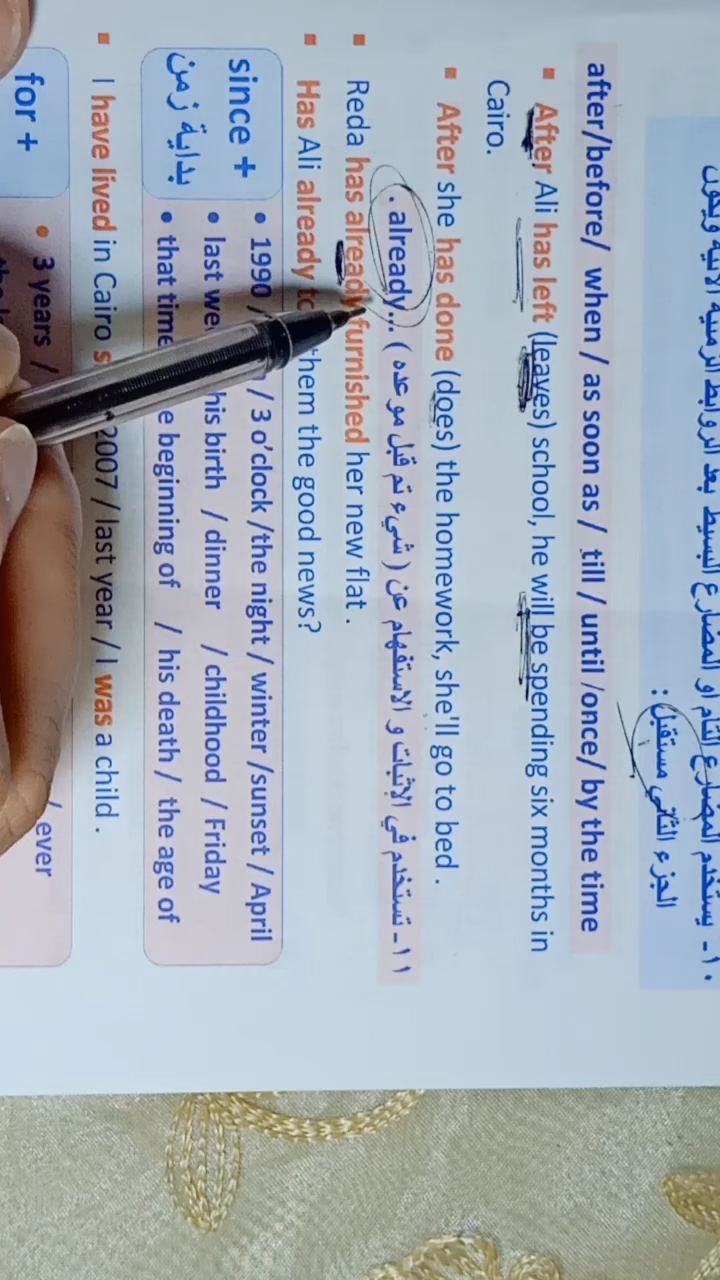 ١٠- يستخدم المضارع التام او المضارع البسيط بعد الروابط الزمنية الآتية ويكون
الجزء الثاني مستقبل :
after/before/ when / as soon as / till / until /once/ by the time
▪ After Ali has left (leaves) school, he will be spending six months in
Cairo.
▪ After she has done (does) the homework, she'll go to bed .
١١- تستخدم في الإثبات و الاستفهام عن ( شيء تم قبل موعده ) ..already .
▪ Reda has already furnished her new flat .
▪ Has Ali already them the good news?
since +
بداية زمن
• 1990 / / 3 o'clock /the night / winter /sunset / April
• last his birth / dinner / childhood / Friday
• that time beginning of / his death / the age of
▪ I have lived in Cairo 2007 / last year / I was a child .
for +
• 3 years / / ever